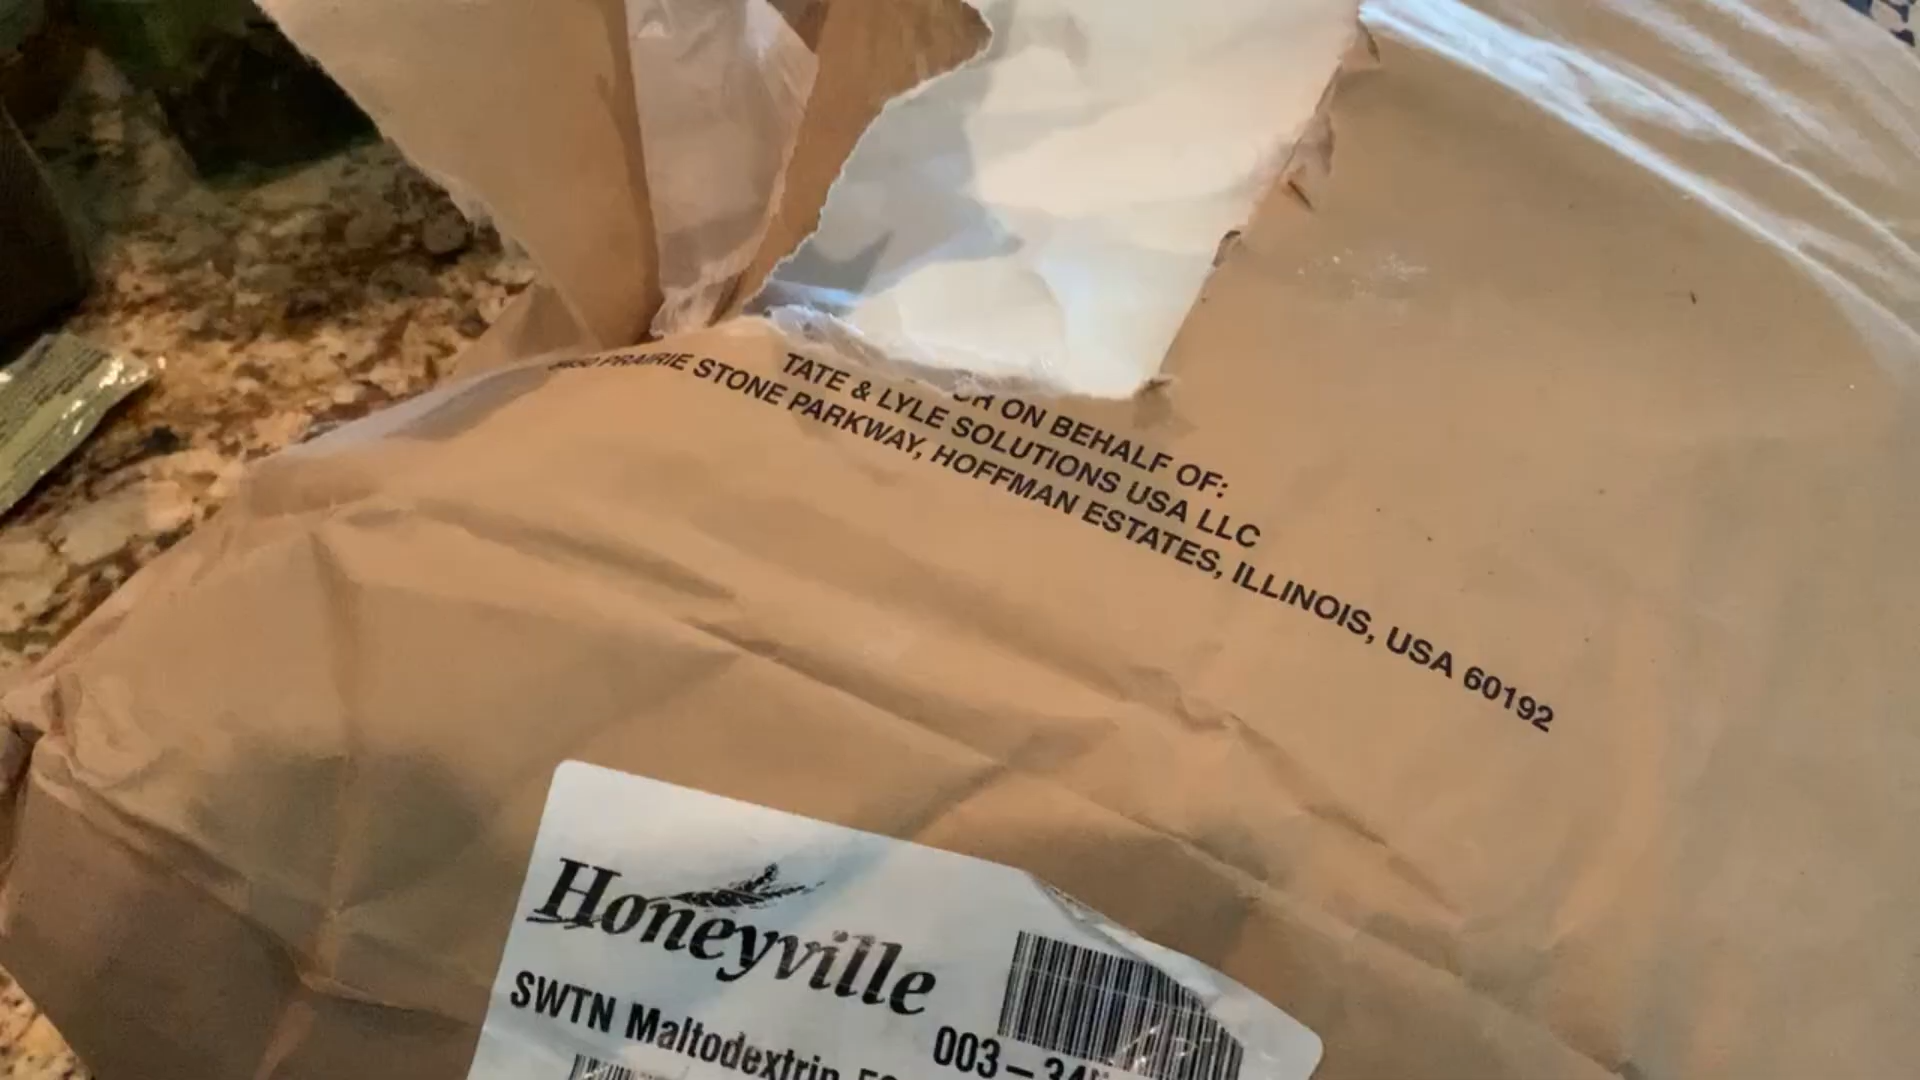 ON BEHALF OF:
TATE & LYLE SOLUTIONS USA LLC
PRAIRIE STONE PARKWAY, HOFFMAN ESTATES, ILLINOIS, USA 60192
Honeyville
SWTN Maltodextrin